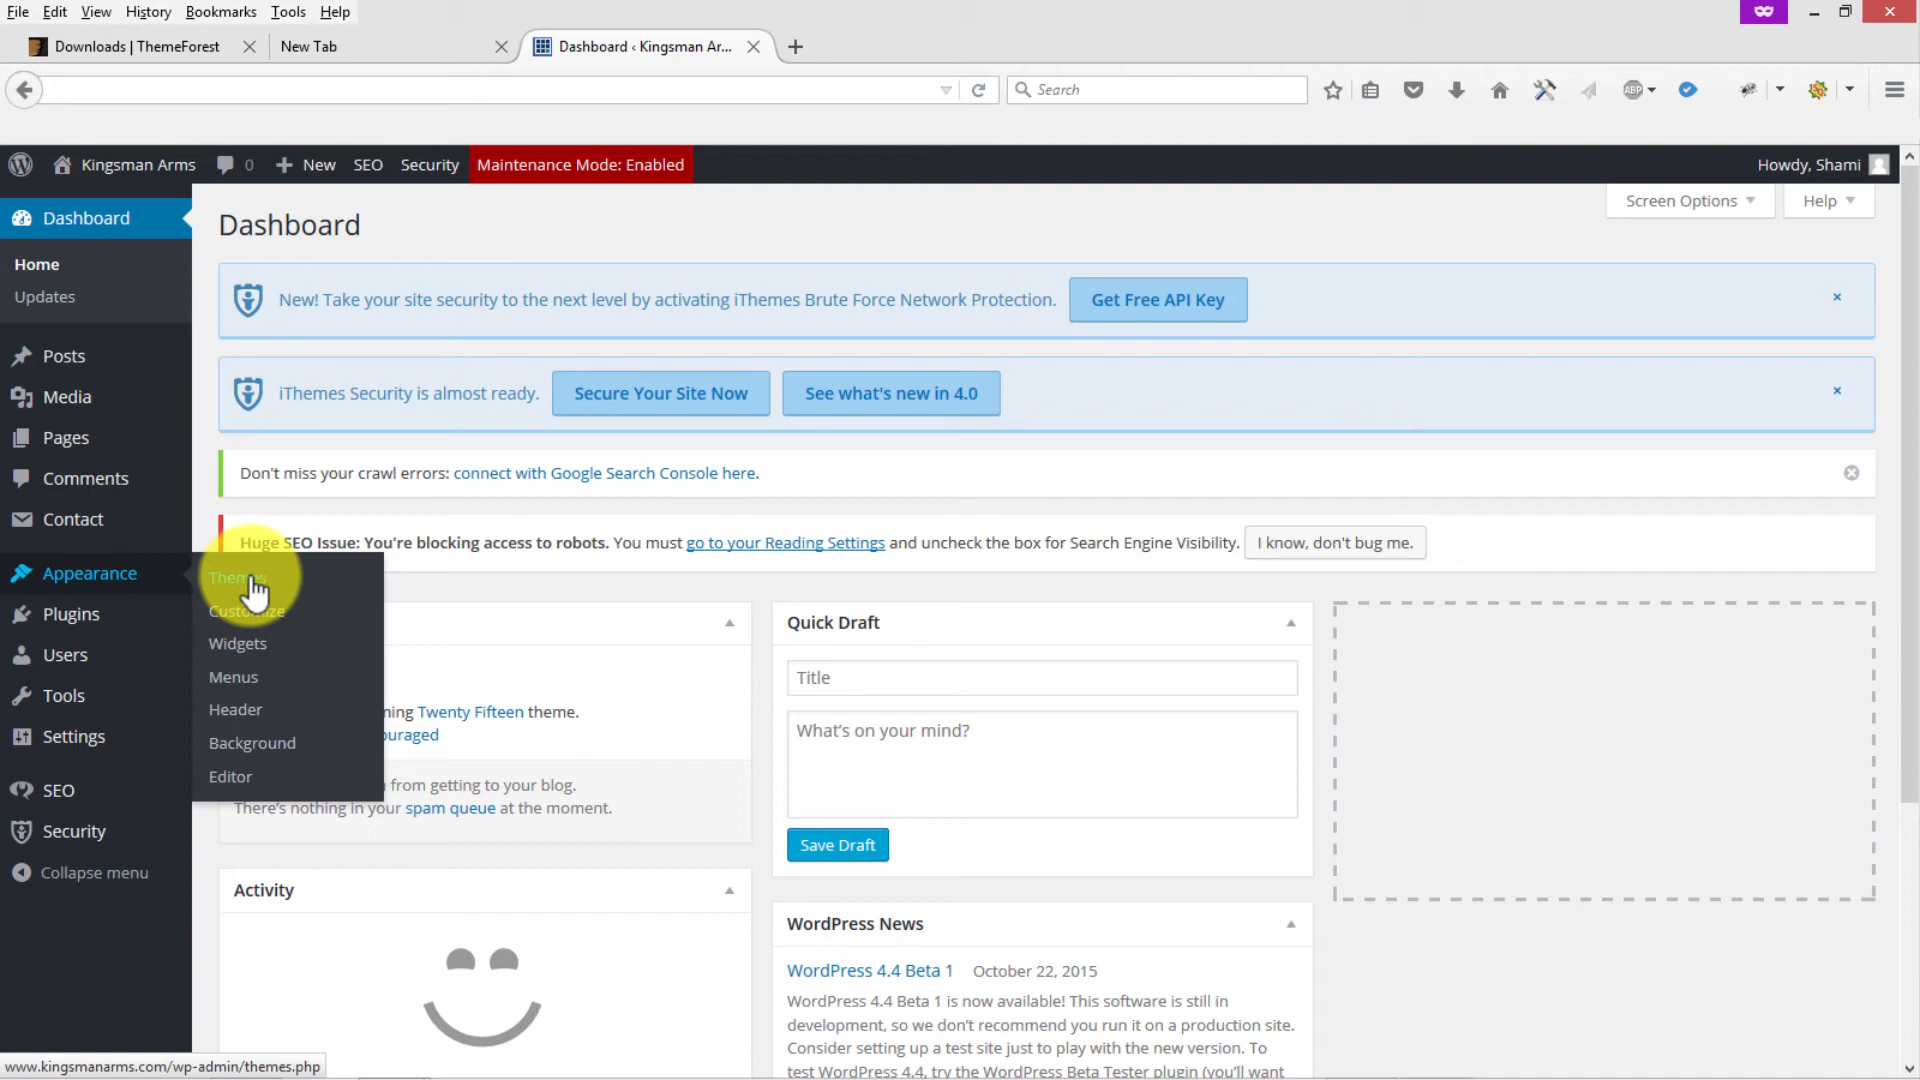 File Edit View History Bookmarks Tools Help
Downloads | ThemeForest
New Tab
Dashboard ‹ Kingsman Ar...
Search
ABP
Kingsman Arms 0 New SEO Security Maintenance Mode: Enabled
Howdy, Shami
Dashboard
Home
Updates
Posts
Media
Pages
Comments
Contact
Appearance
Plugins
Users
Tools
Settings
SEO
Security
Collapse menu
Themes
Customize
Widgets
Menus
Header
Background
Editor
Screen Options
Help
Dashboard
New! Take your site security to the next level by activating iThemes Brute Force Network Protection. Get Free API Key
iThemes Security is almost ready. Secure Your Site Now See what's new in 4.0
Don't miss your crawl errors: connect with Google Search Console here.
Huge SEO Issue: You're blocking access to robots. You must go to your Reading Settings and uncheck the box for Search Engine Visibility. I know, don't bug me.
Twenty Fifteen theme.
from getting to your blog.
There's nothing in your spam queue at the moment.
Activity
Quick Draft
Title
What's on your mind?
Save Draft
WordPress News
WordPress 4.4 Beta 1 October 22, 2015
WordPress 4.4 Beta 1 is now available! This software is still in
development, so we don't recommend you run it on a production site.
Consider setting up a test site just to play with the new version. To
test WordPress 4.4, try the WordPress Beta Tester plugin (you'll want
www.kingsmanarms.com/wp-admin/themes.php